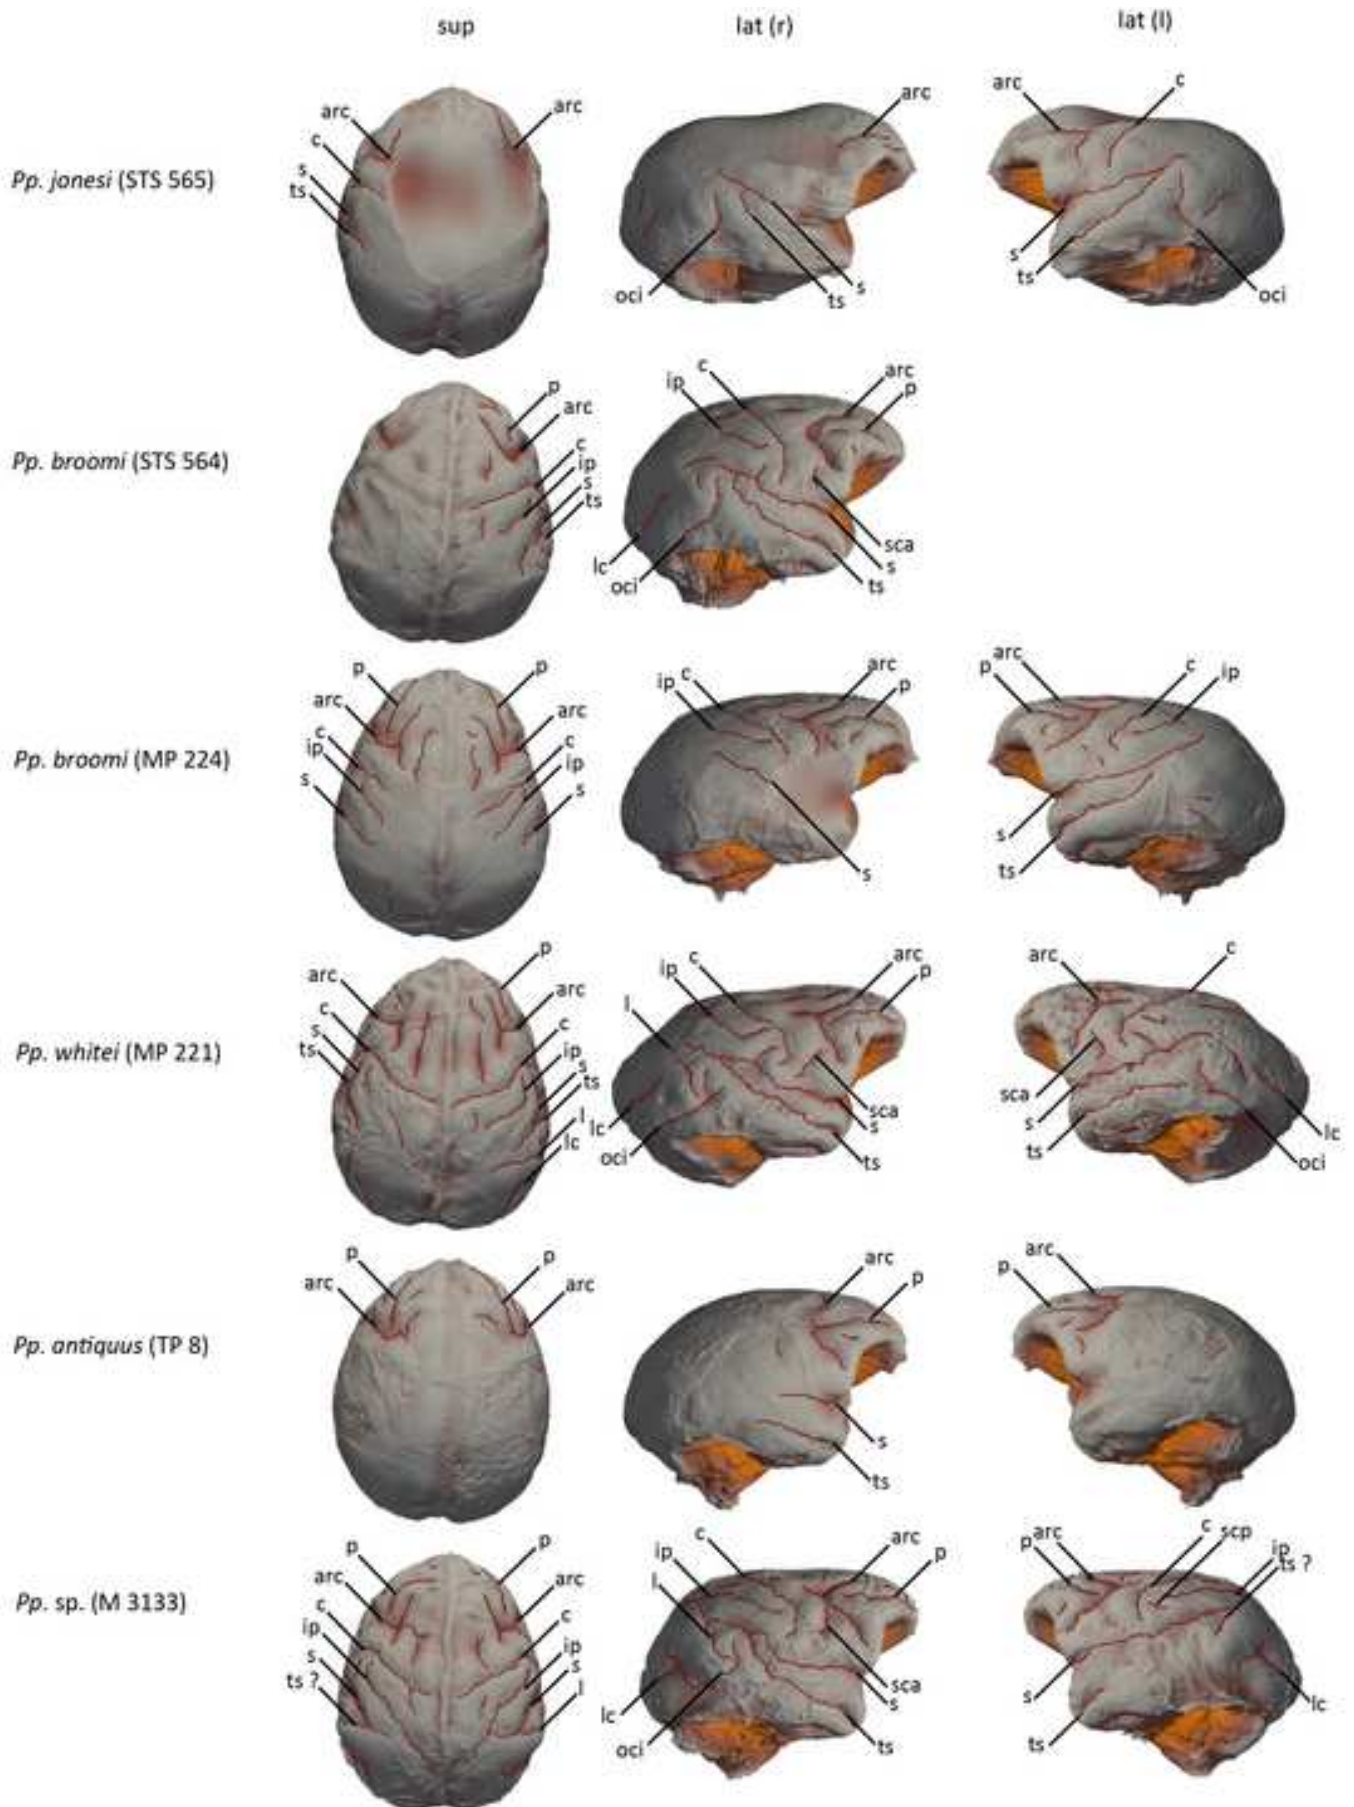 sup lat (r) lat (l)
Pp. jonesi (STS 565)
arc arc
c
s
ts
arc
oci ts s
arc c
s
ts oci
Pp. broomi (STS 564)
p
arc
c
ip
s
ts
c arc
ip p
lc oci sca
s
ts
Pp. broomi (MP 224)
p p
arc arc
c c
ip ip
s s
ip c arc
p
s
p arc c ip
s
ts
Pp. whitei (MP 221)
p
arc arc
c c
s ip
ts s
ts
l
lc
ip c arc
p
l
lc sca
s
oci ts
arc c
sca
s
ts lc
oci
Pp. antiquus (TP 8)
p p
arc arc
arc
p
s
ts
arc
p
Pp. sp. (M 3133)
p p
arc arc
c c
ip ip
s s
ts ? l
c arc
ip p
l
sca
lc s
oci ts
p arc c scp
ip
ts ?
s lc
ts